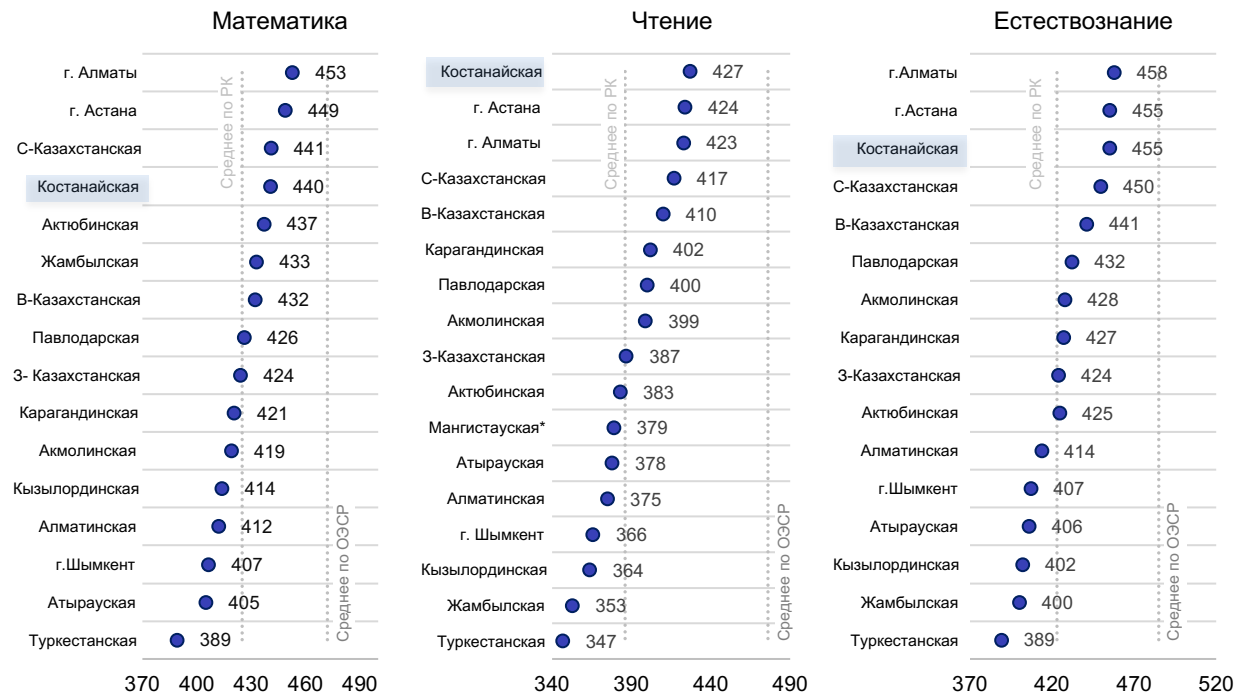 Математика
г. Алматы 453
г. Астана 449
С-Казахстанская 441
Костанайская 440
Актюбинская 437
Жамбылская 433
В-Казахстанская 432
Павлодарская 426
З- Казахстанская 424
Карагандинская 421
Акмолинская 419
Кызылординская 414
Алматинская 412
г.Шымкент 407
Атырауская 405
Туркестанская 389
Среднее по РК
Среднее по ОЭСР
370 400 430 460 490
Чтение
Костанайская 427
г. Астана 424
г. Алматы 423
С-Казахстанская 417
В-Казахстанская 410
Карагандинская 402
Павлодарская 400
Акмолинская 399
З-Казахстанская 387
Актюбинская 383
Мангистауская* 379
Атырауская 378
Алматинская 375
г. Шымкент 366
Кызылординская 364
Жамбылская 353
Туркестанская 347
Среднее по РК
Среднее по ОЭСР
340 390 440 490
Естествознание
г.Алматы 458
г.Астана 455
Костанайская 455
С-Казахстанская 450
В-Казахстанская 441
Павлодарская 432
Акмолинская 428
Карагандинская 427
З-Казахстанская 424
Актюбинская 425
Алматинская 414
г.Шымкент 407
Атырауская 406
Кызылординская 402
Жамбылская 400
Туркестанская 389
Среднее по РК
Среднее по ОЭСР
370 420 470 520